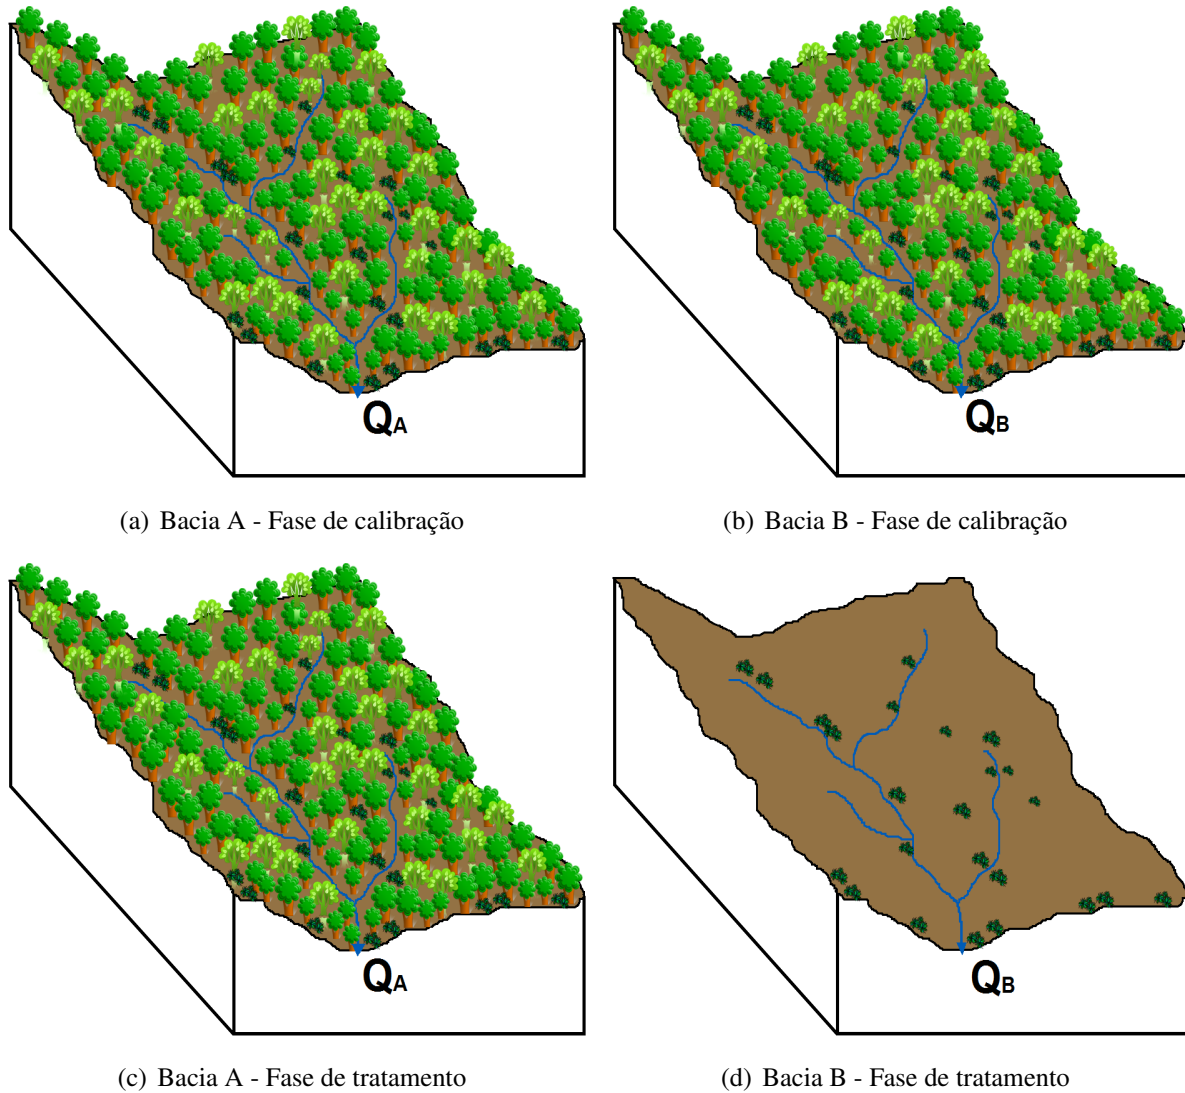 QA
QB
(a) Bacia A - Fase de calibração
(b) Bacia B - Fase de calibração
QA
QB
(c) Bacia A - Fase de tratamento
(d) Bacia B - Fase de tratamento